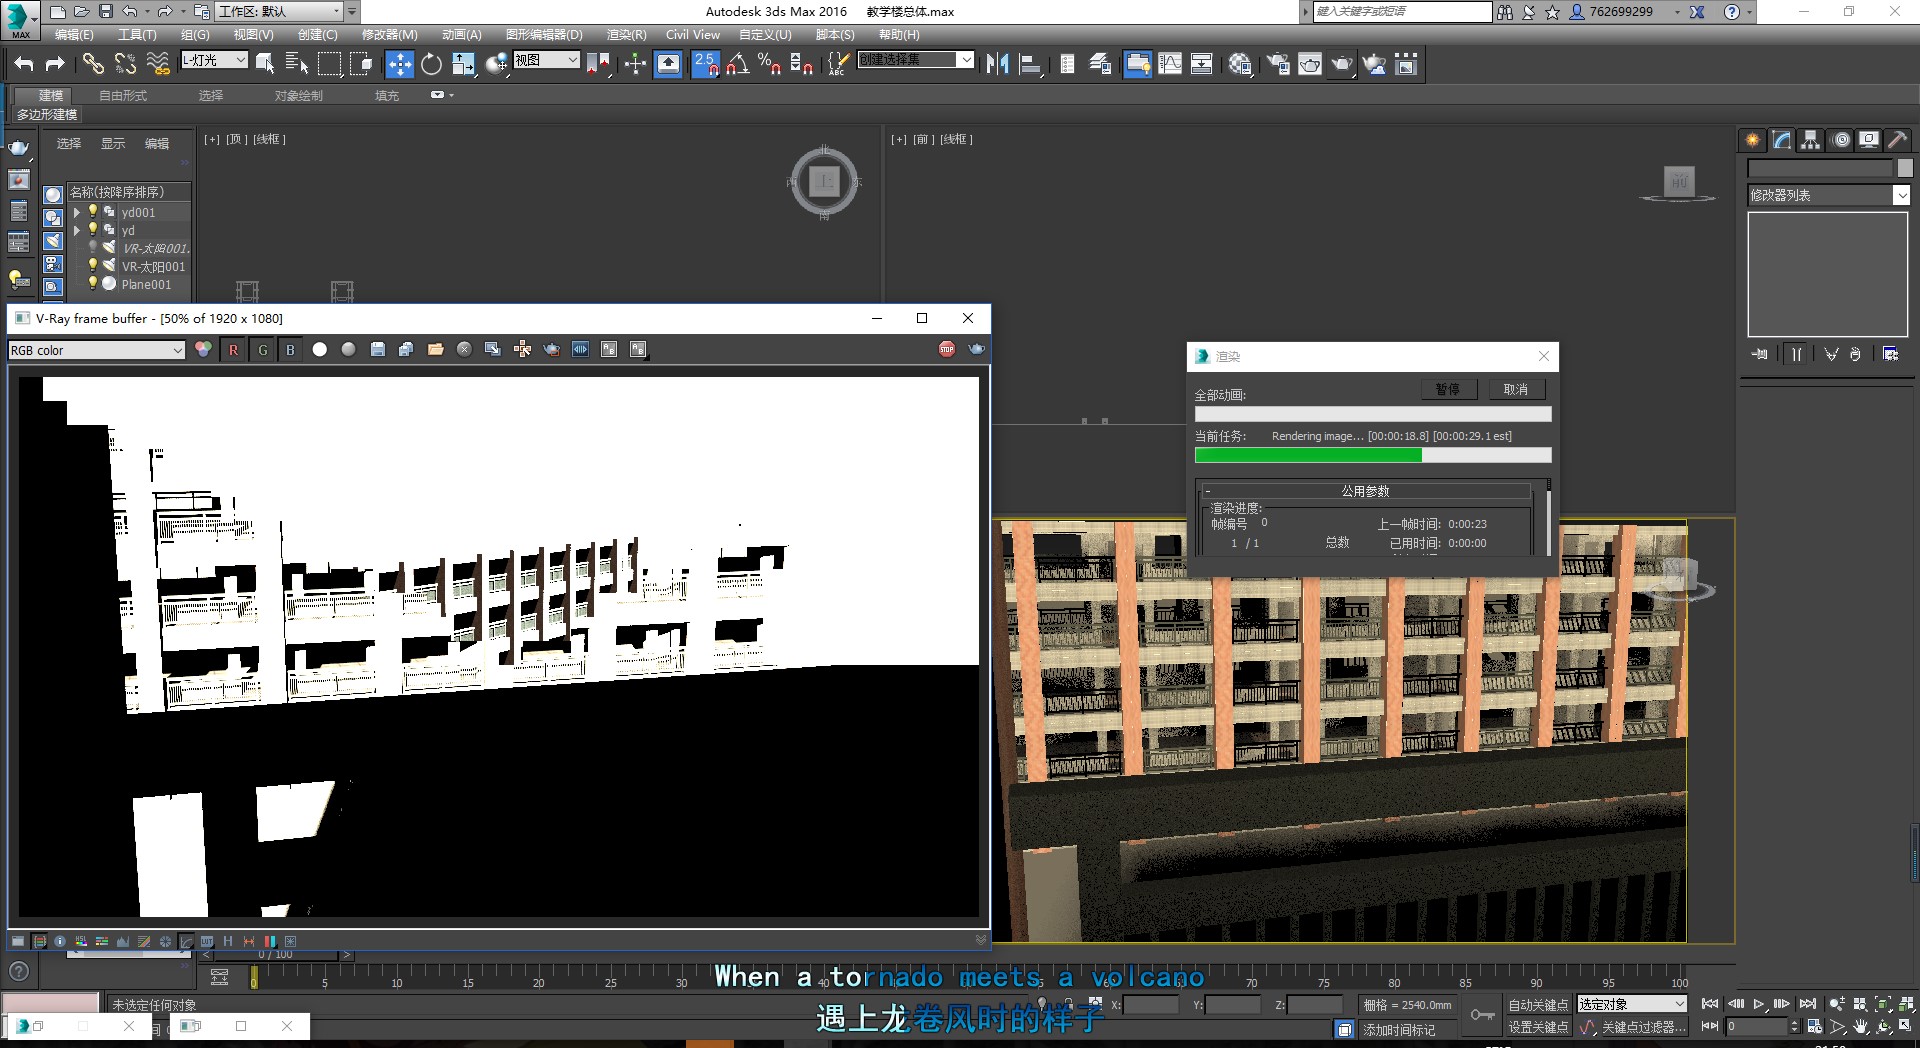 工作区: 默认
Autodesk 3ds Max 2016 教学楼总体.max
键入关键字或短语
762699299
MAX
编辑(E) 工具(T) 组(G) 视图(V) 创建(C) 修改器(M) 动画(A) 图形编辑器(D) 渲染(R) Civil View 自定义(U) 脚本(S) 帮助(H)
L-灯光
视图
2.5
ABC
创建选择集
建模 自由形式 选择 对象绘制 填充
多边形建模
选择 显示 编辑
名称(按降序排序)
yd001
yd
VR-太阳001.
VR-太阳001
Plane001
[+] [顶] [线框]
北
东
南
西
上
[+] [前] [线框]
修改器列表
V-Ray frame buffer - [50% of 1920 x 1080]
RGB color
R G B
STOP
渲染
全部动画:
暂停 取消
当前任务: Rendering image... [00:00:18.8] [00:00:29.1 est]
- 公用参数
渲染进度:
帧编号 0 上一帧时间: 0:00:23
1 / 1 总数 已用时间: 0:00:00
H
< 0 / 100 >
0 5 10 15 20 25 30 35 40 75 80 85 90 95 100
When a tornado meets a volcano
遇上龙卷风时的样子
未选定任何对象
X: Y: Z:
栅格 = 2540.0mm
添加时间标记
自动关键点 选定对象
设置关键点 关键点过滤器...
0